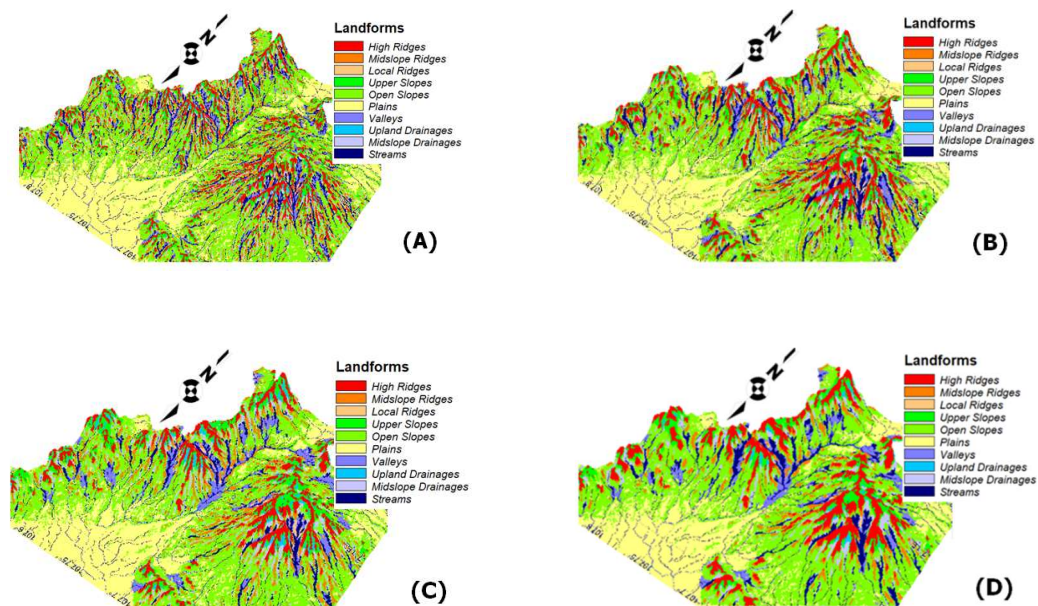 N
Landforms
High Ridges
Midslope Ridges
Local Ridges
Upper Slopes
Open Slopes
Plains
Valleys
Upland Drainages
Midslope Drainages
Streams
(A)
N
Landforms
High Ridges
Midslope Ridges
Local Ridges
Upper Slopes
Open Slopes
Plains
Valleys
Upland Drainages
Midslope Drainages
Streams
(B)
N
Landforms
High Ridges
Midslope Ridges
Local Ridges
Upper Slopes
Open Slopes
Plains
Valleys
Upland Drainages
Midslope Drainages
Streams
(C)
N
Landforms
High Ridges
Midslope Ridges
Local Ridges
Upper Slopes
Open Slopes
Plains
Valleys
Upland Drainages
Midslope Drainages
Streams
(D)